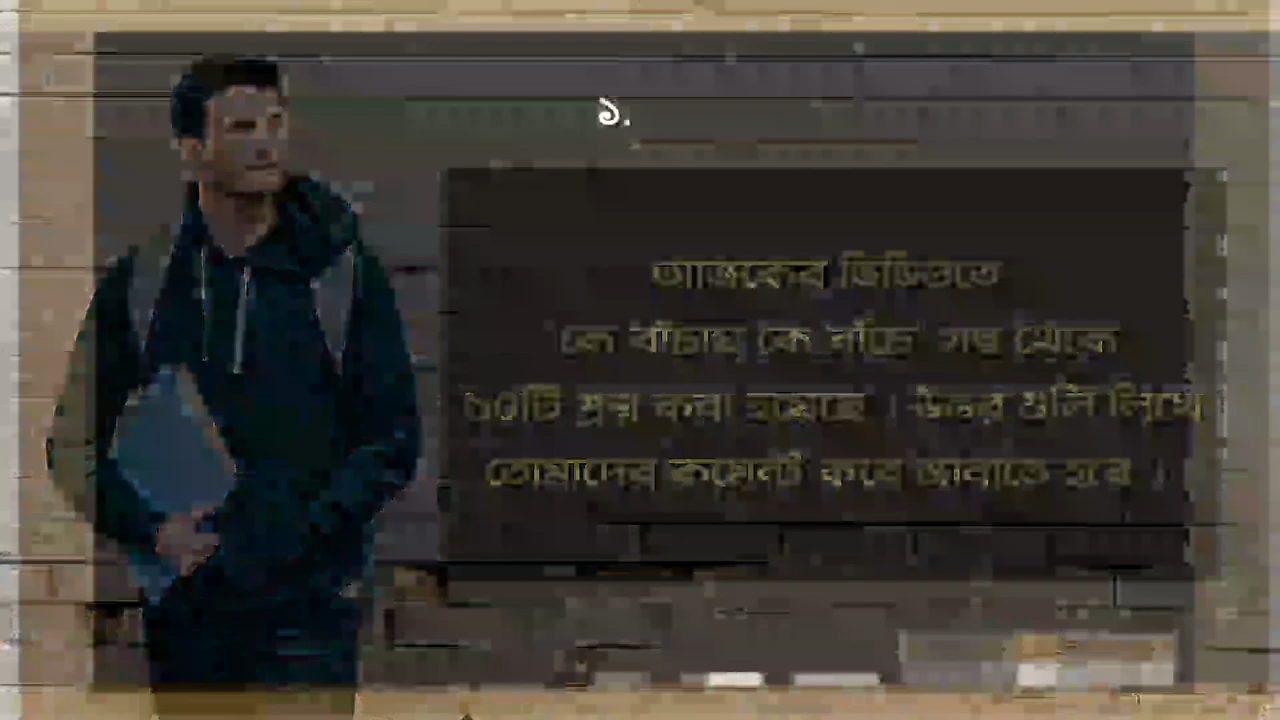 ১.
আজকের ভিডিওতে
'কে বাঁচায় কে বাঁচে' গল্প থেকে
১০টি প্রশ্ন করা হয়েছে । উত্তর গুলি লিখে
তোমাদের কমেন্ট করে জানাতে হবে ।